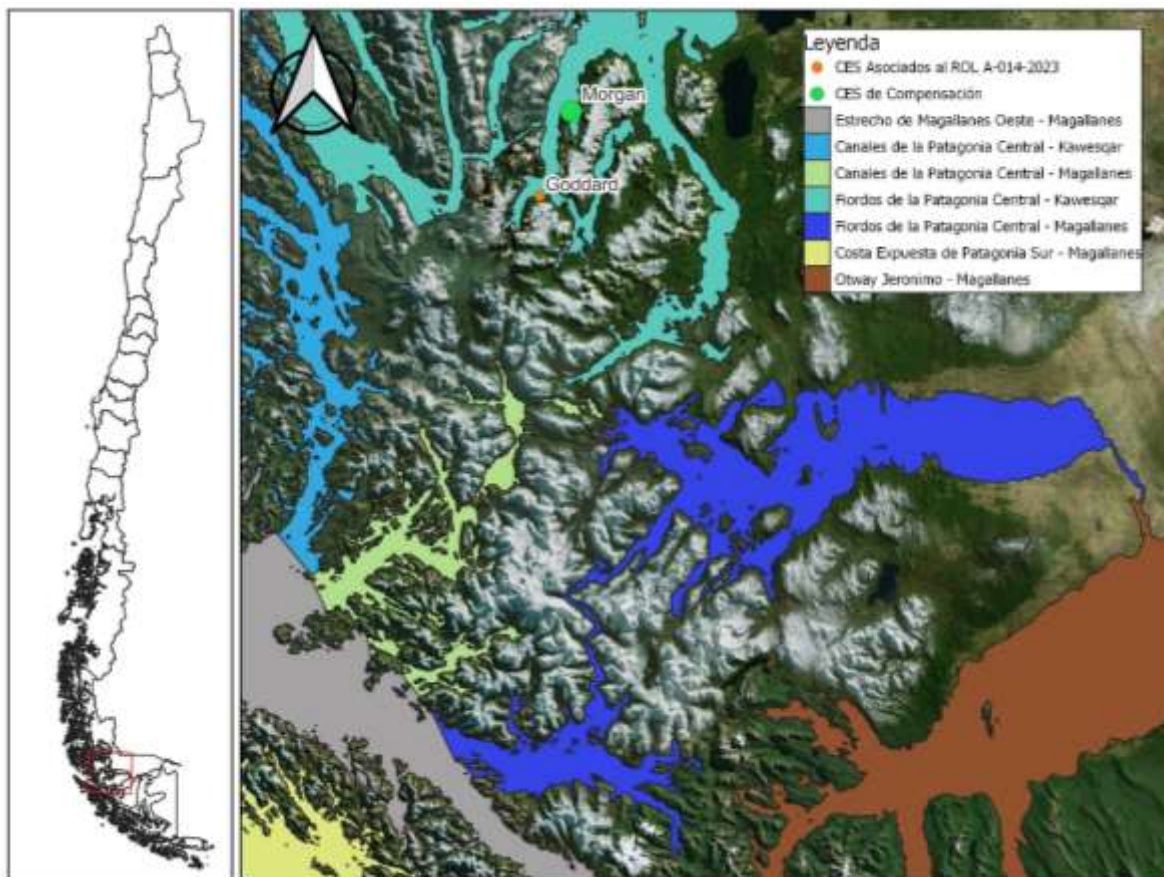 Leyenda
CES Asociados al ROL A-014-2023
CES de Compensación
Estrecho de Magallanes Oeste - Magallanes
Canales de la Patagonia Central - Kawesqar
Canales de la Patagonia Central - Magallanes
Fiordos de la Patagonia Central - Kawesqar
Fiordos de la Patagonia Central - Magallanes
Costa Expuesta de Patagonia Sur - Magallanes
Otway Jeronimo - Magallanes
Morgan
Goddard